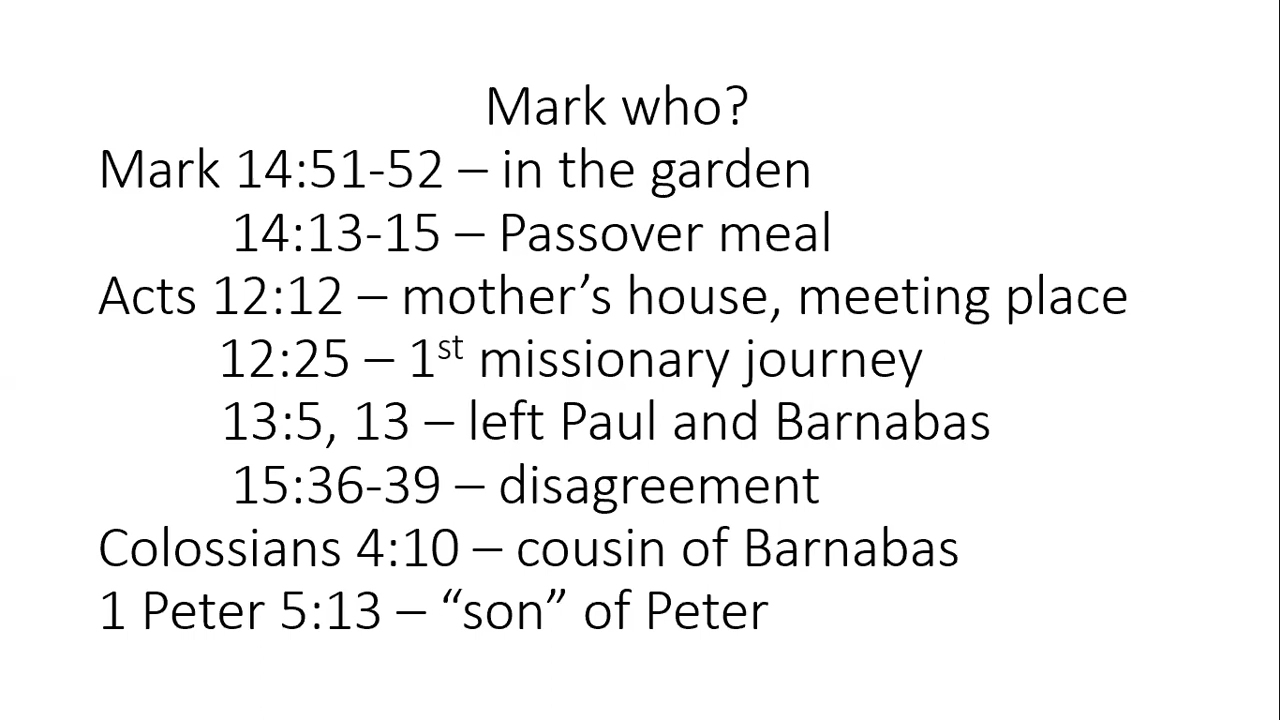 Mark who?
Mark 14:51-52 – in the garden
14:13-15 – Passover meal
Acts 12:12 – mother’s house, meeting place
12:25 – 1st missionary journey
13:5, 13 – left Paul and Barnabas
15:36-39 – disagreement
Colossians 4:10 – cousin of Barnabas
1 Peter 5:13 – “son” of Peter